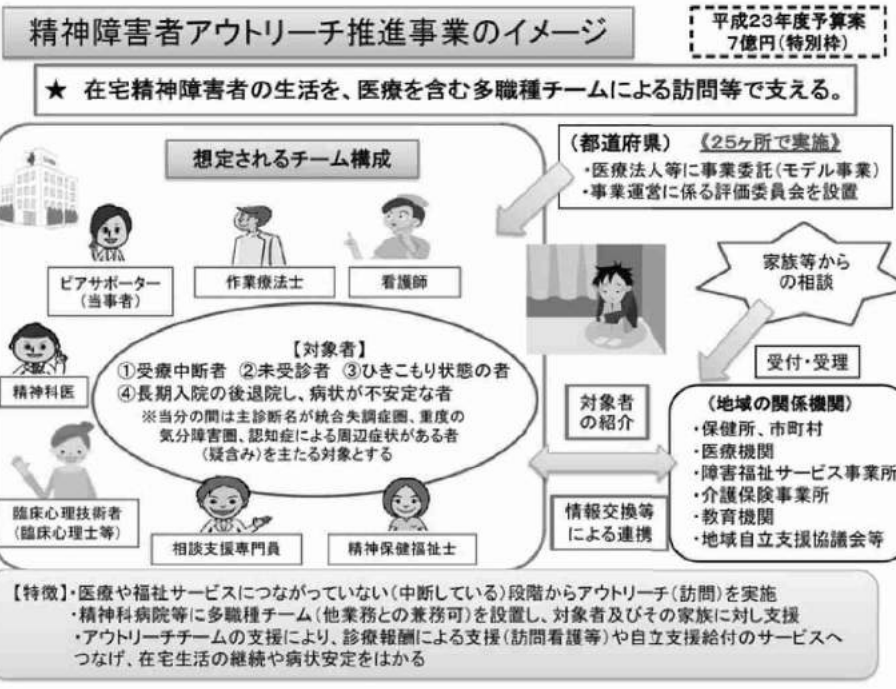 精神障害者アウトリーチ推進事業のイメージ
平成23年度予算案
7億円(特別枠)
★ 在宅精神障害者の生活を、医療を含む多職種チームによる訪問等で支える。
想定されるチーム構成
ピアサポーター
(当事者)
作業療法士
看護師
精神科医
【対象者】
①受療中断者 ②未受診者 ③ひきこもり状態の者
④長期入院の後退院し、病状が不安定な者
※当分の間は主診断名が統合失調症圏、重度の
気分障害圏、認知症による周辺症状がある者
(疑含み)を主たる対象とする
臨床心理技術者
(臨床心理士等)
相談支援専門員
精神保健福祉士
(都道府県) 《25ヶ所で実施》
・医療法人等に事業委託(モデル事業)
・事業運営に係る評価委員会を設置
家族等から
の相談
受付・受理
対象者
の紹介
情報交換等
による連携
(地域の関係機関)
・保健所、市町村
・医療機関
・障害福祉サービス事業所
・介護保険事業所
・教育機関
・地域自立支援協議会等
【特徴】・医療や福祉サービスにつながっていない(中断している)段階からアウトリーチ(訪問)を実施
・精神科病院等に多職種チーム(他業務との兼務可)を設置し、対象者及びその家族に対し支援
・アウトリーチチームの支援により、診療報酬による支援(訪問看護等)や自立支援給付のサービスへ
つなげ、在宅生活の継続や病状安定をはかる